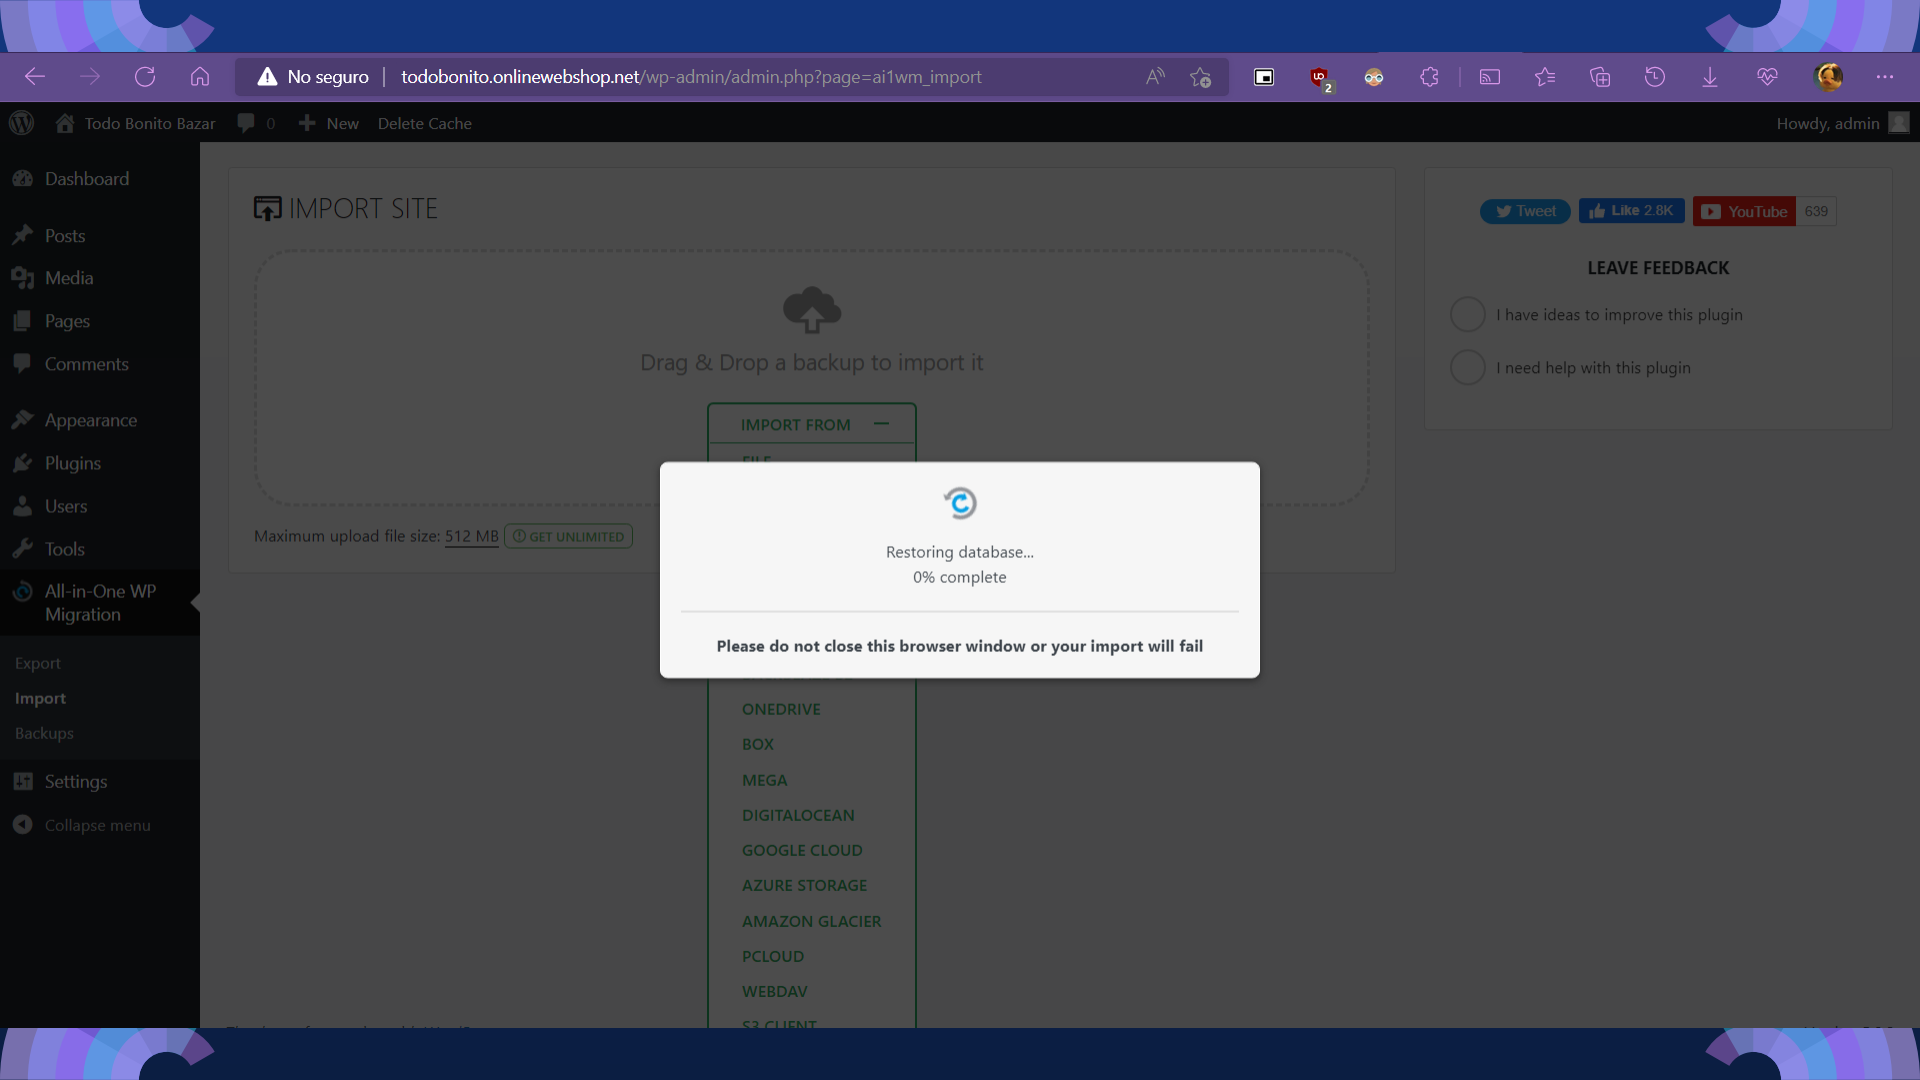 No seguro
todobonito.onlinewebshop.net/wp-admin/admin.php?page=ai1wm_import
2
Todo Bonito Bazar
0
New
Delete Cache
Howdy, admin
Dashboard
Posts
Media
Pages
Comments
Appearance
Plugins
Users
Tools
All-in-One WP
Migration
Export
Import
Backups
Settings
Collapse menu
IMPORT SITE
Drag & Drop a backup to import it
IMPORT FROM
FILE
Maximum upload file size: 512 MB
GET UNLIMITED
Restoring database...
0% complete
Please do not close this browser window or your import will fail
ONEDRIVE
BOX
MEGA
DIGITALOCEAN
GOOGLE CLOUD
AZURE STORAGE
AMAZON GLACIER
PCLOUD
WEBDAV
S3 CLIENT
Tweet
Like 2.8K
YouTube
639
LEAVE FEEDBACK
I have ideas to improve this plugin
I need help with this plugin